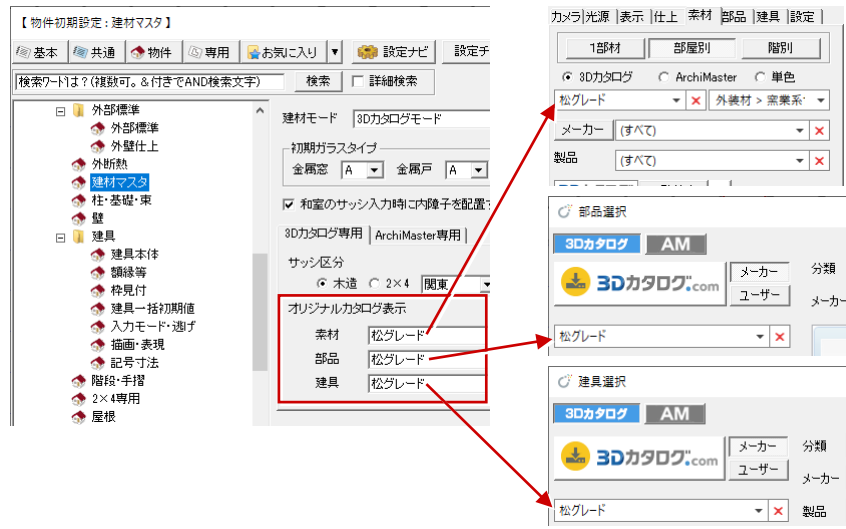 【 物件初期設定 : 建材マスタ 】
基本 共通 物件 専用 お気に入り ▼ 設定ナビ 設定チ
検索ワードは?(複数可。&付きでAND検索文字) 検索 詳細検索
外部標準
外部標準
外壁仕上
外断熱
建材マスタ
柱・基礎・束
壁
建具
建具本体
額縁等
枠見付
建具一括初期値
入力モード・逃げ
描画・表現
記号寸法
階段・手摺
2×4専用
屋根
建材モード 3Dカタログモード
初期ガラスタイプ
金属窓 A 金属戸 A
和室のサッシ入力時に内障子を配置
3Dカタログ専用 ArchiMaster専用
サッシ区分
木造 2×4 関東
オリジナルカタログ表示
素材 松グレード
部品 松グレード
建具 松グレード
カメラ 光源 表示 仕上 素材 部品 建具 設定
1部材 部屋別 階別
3Dカタログ ArchiMaster 単色
松グレード 外装材 > 窯業系
メーカー (すべて)
製品 (すべて)
部品選択
3Dカタログ AM
3Dカタログ.com メーカー 分類
ユーザー メーカー
松グレード
建具選択
3Dカタログ AM
3Dカタログ.com メーカー 分類
ユーザー メーカー
松グレード 製品